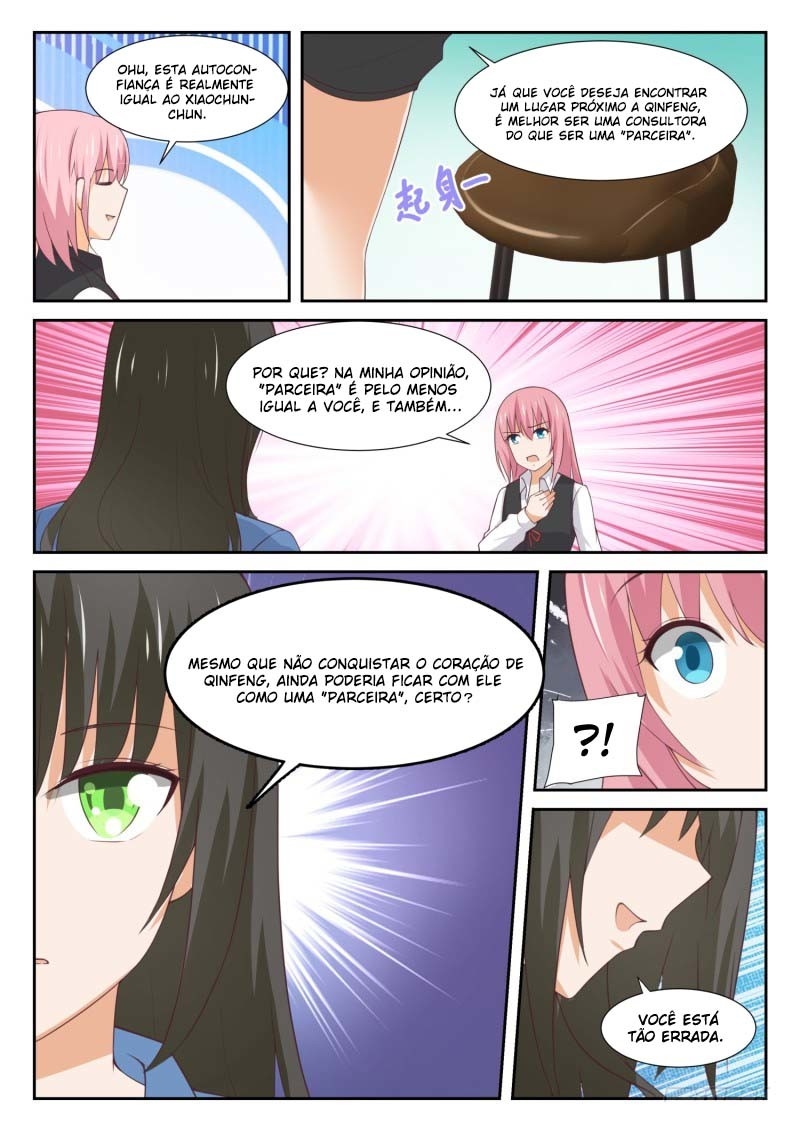 OHU, ESTA AUTOCON-
FIANÇA É REALMENTE
IGUAL AO XIAOCHUN-
CHUN.
JÁ QUE VOCÊ DESEJA ENCONTRAR
UM LUGAR PRÓXIMO A QINFENG,
É MELHOR SER UMA CONSULTORA
DO QUE SER UMA "PARCEIRA".
起身一
POR QUE? NA MINHA OPINIÃO,
"PARCEIRA" É PELO MENOS
IGUAL A VOCÊ, E TAMBÉM...
MESMO QUE NÃO CONQUISTAR O CORAÇÃO DE
QINFENG, AINDA PODERIA FICAR COM ELE
COMO UMA "PARCEIRA", CERTO?
?!
VOCÊ ESTÁ
TÃO ERRADA.